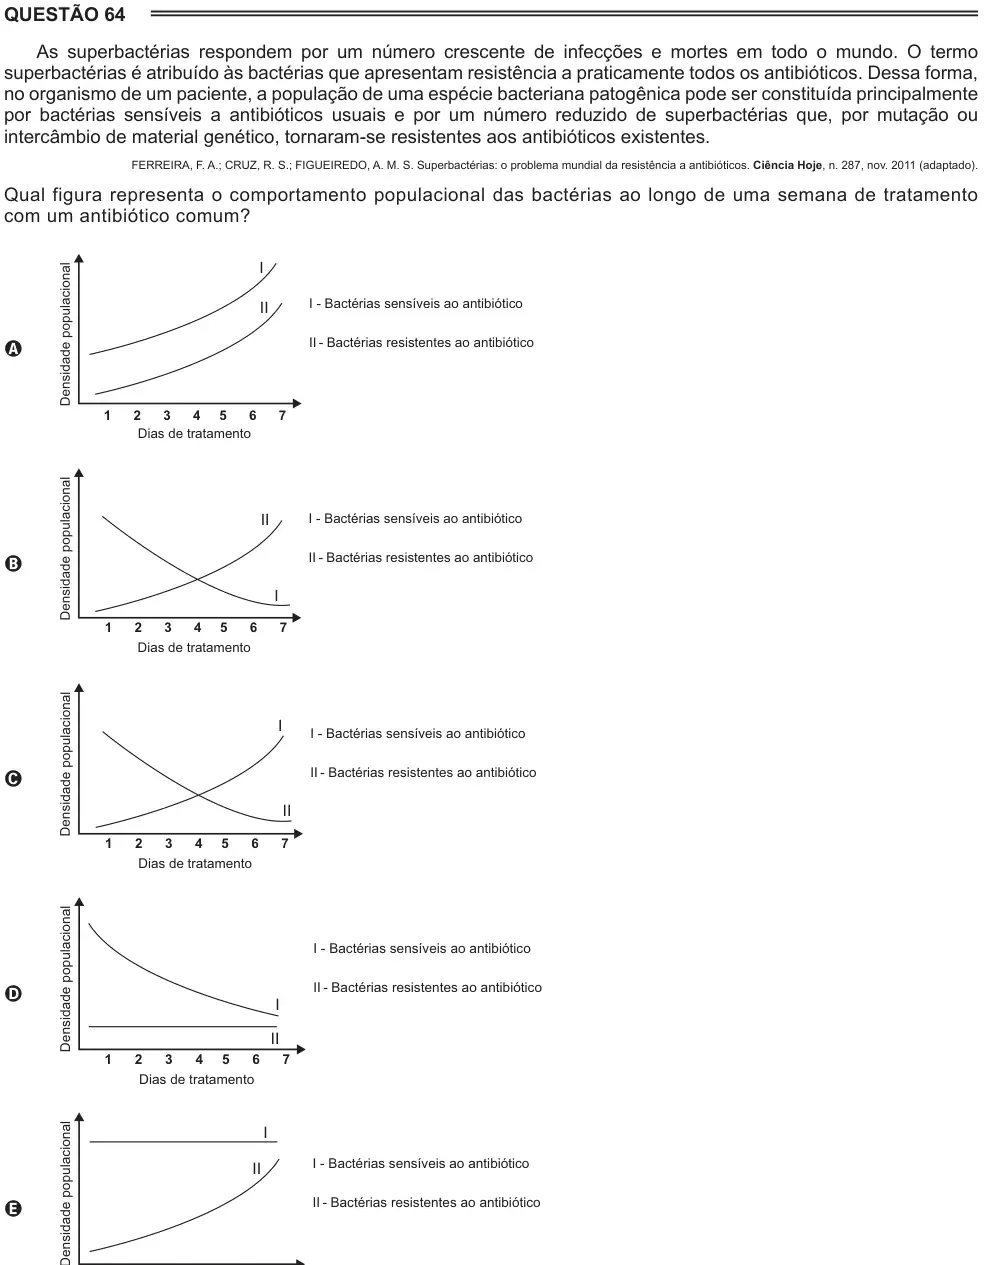 QUESTÃO 64
As superbactérias respondem por um número crescente de infecções e mortes em todo o mundo. O termo
superbactérias é atribuído às bactérias que apresentam resistência a praticamente todos os antibióticos. Dessa forma,
no organismo de um paciente, a população de uma espécie bacteriana patogênica pode ser constituída principalmente
por bactérias sensíveis a antibióticos usuais e por um número reduzido de superbactérias que, por mutação ou
intercâmbio de material genético, tornaram-se resistentes aos antibióticos existentes.
FERREIRA, F. A.; CRUZ, R. S.; FIGUEIREDO, A. M. S. Superbactérias: o problema mundial da resistência a antibióticos. Ciência Hoje, n. 287, nov. 2011 (adaptado).
Qual figura representa o comportamento populacional das bactérias ao longo de uma semana de tratamento
com um antibiótico comum?
A
Densidade populacional
I
II
1 2 3 4 5 6 7
Dias de tratamento
I - Bactérias sensíveis ao antibiótico
II - Bactérias resistentes ao antibiótico
B
Densidade populacional
II
I
1 2 3 4 5 6 7
Dias de tratamento
I - Bactérias sensíveis ao antibiótico
II - Bactérias resistentes ao antibiótico
C
Densidade populacional
I
II
1 2 3 4 5 6 7
Dias de tratamento
I - Bactérias sensíveis ao antibiótico
II - Bactérias resistentes ao antibiótico
D
Densidade populacional
I
II
1 2 3 4 5 6 7
Dias de tratamento
I - Bactérias sensíveis ao antibiótico
II - Bactérias resistentes ao antibiótico
E
Densidade populacional
I
II
I - Bactérias sensíveis ao antibiótico
II - Bactérias resistentes ao antibiótico